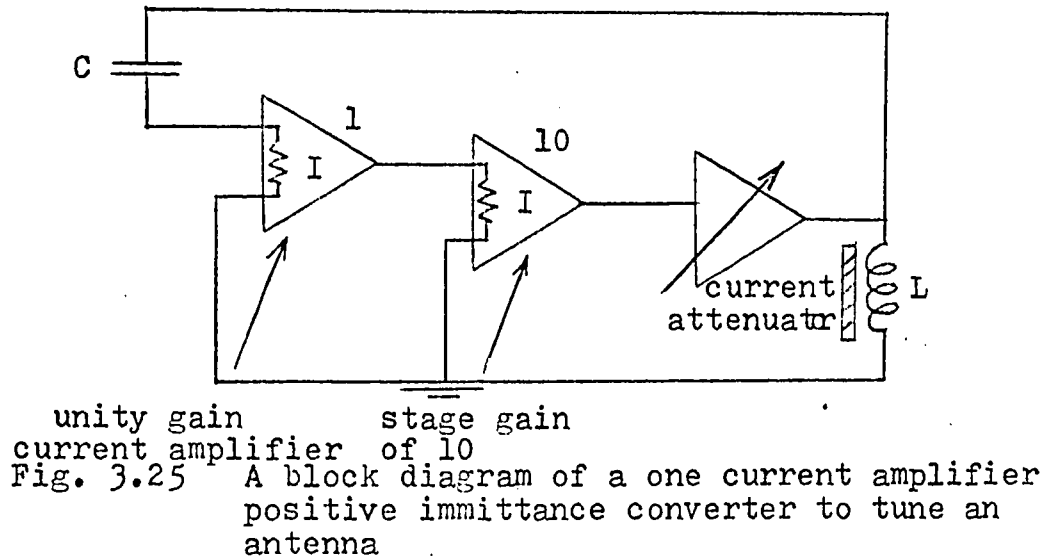 C
1
10
I
I
current
attenuatr
L
unity gain
current amplifier
stage gain
of 10
Fig. 3.25 A block diagram of a one current amplifier
positive immittance converter to tune an
antenna